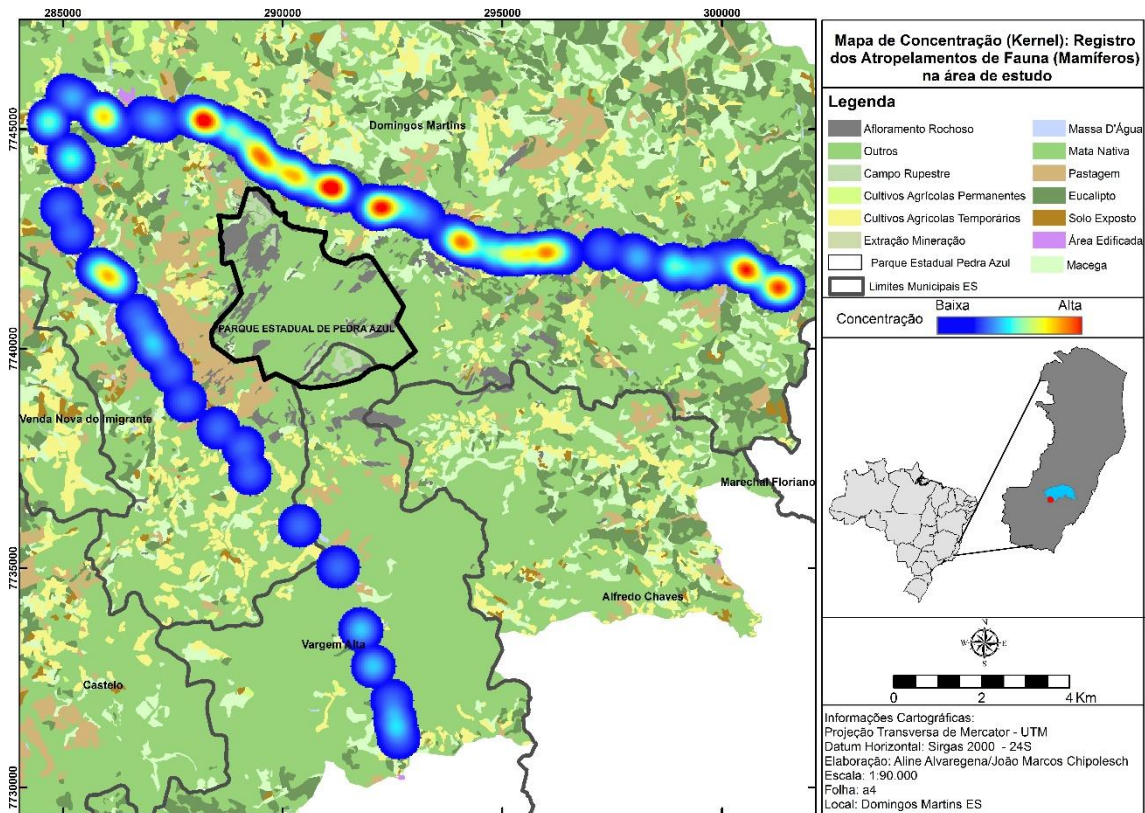 285000
290000
295000
300000
7745000
7740000
7735000
7730000
Domingos Martins
PARQUE ESTADUAL DE PEDRA AZUL
Venda Nova do Imigrante
Marechal Floriano
Alfredo Chaves
Vargem Alta
Castelo
Mapa de Concentração (Kernel): Registro
dos Atropelamentos de Fauna (Mamíferos)
na área de estudo
Legenda
Afloramento Rochoso
Outros
Campo Rupestre
Cultivos Agrícolas Permanentes
Cultivos Agricolas Temporários
Extração Mineração
Parque Estadual Pedra Azul
Limites Municipais ES
Massa D'Água
Mata Nativa
Pastagem
Eucalipto
Solo Exposto
Área Edificada
Macega
Baixa Alta
Concentração
N
W E
S
0 2 4 Km
Informações Cartográficas:
Projeção Transversa de Mercator - UTM
Datum Horizontal: Sirgas 2000 - 24S
Elaboração: Aline Alvaregena/João Marcos Chipolesch
Escala: 1:90.000
Folha: a4
Local: Domingos Martins ES